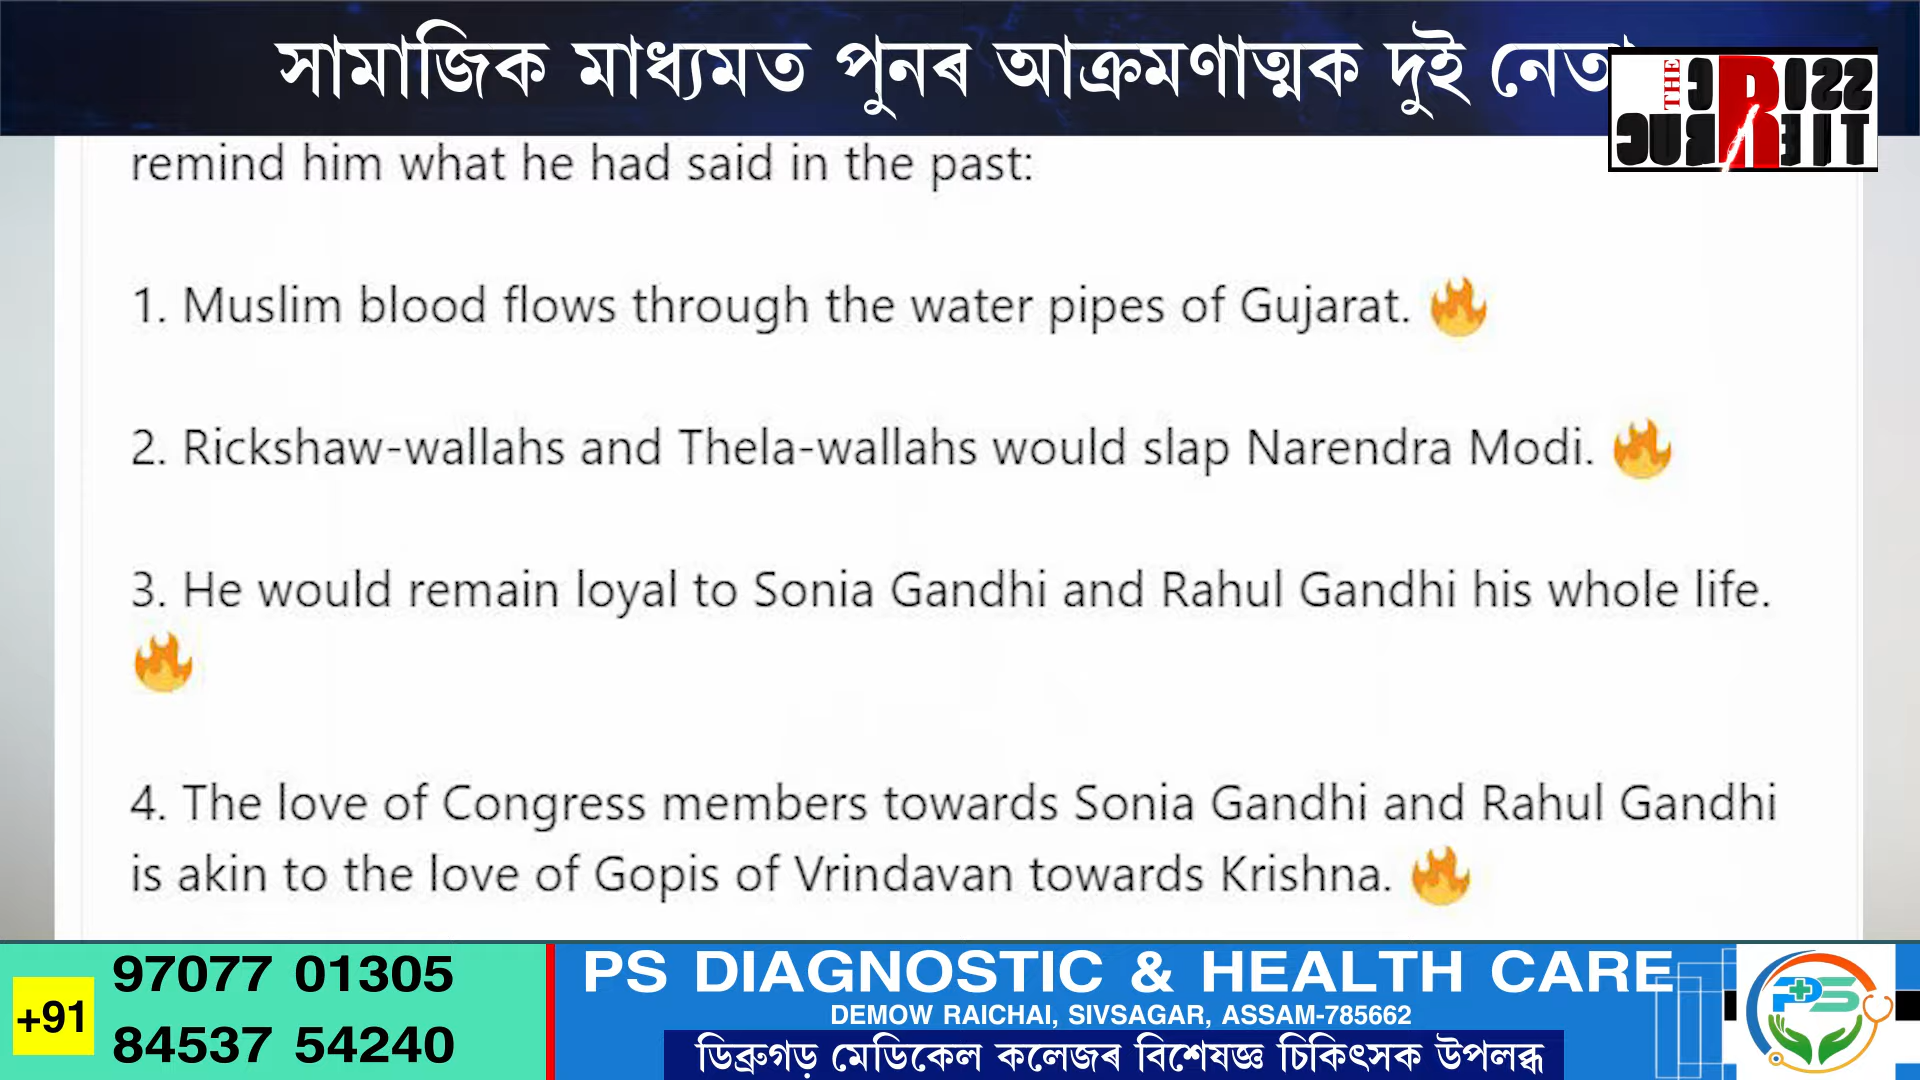 সামাজিক মাধ্যমত পুনৰ আক্ৰমণাত্মক দুই নেতা
THE
remind him what he had said in the past:
1. Muslim blood flows through the water pipes of Gujarat. 🔥
2. Rickshaw-wallahs and Thela-wallahs would slap Narendra Modi. 🔥
3. He would remain loyal to Sonia Gandhi and Rahul Gandhi his whole life.
🔥
4. The love of Congress members towards Sonia Gandhi and Rahul Gandhi
is akin to the love of Gopis of Vrindavan towards Krishna. 🔥
+91
97077 01305
84537 54240
PS DIAGNOSTIC & HEALTH CARE
DEMOW RAICHAI, SIVSAGAR, ASSAM-785662
ডিব্ৰুগড় মেডিকেল কলেজৰ বিশেষজ্ঞ চিকিৎসক উপলব্ধ
PS